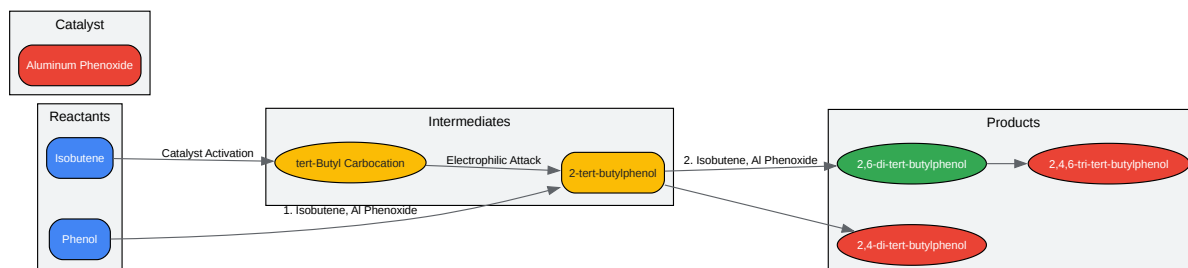 Catalyst
Aluminum Phenoxide
Reactants
Isobutene
Phenol
Catalyst Activation
1. Isobutene, Al Phenoxide
Intermediates
tert-Butyl Carbocation
Electrophilic Attack
2-tert-butylphenol
2. Isobutene, Al Phenoxide
Products
2,6-di-tert-butylphenol
2,4,6-tri-tert-butylphenol
2,4-di-tert-butylphenol